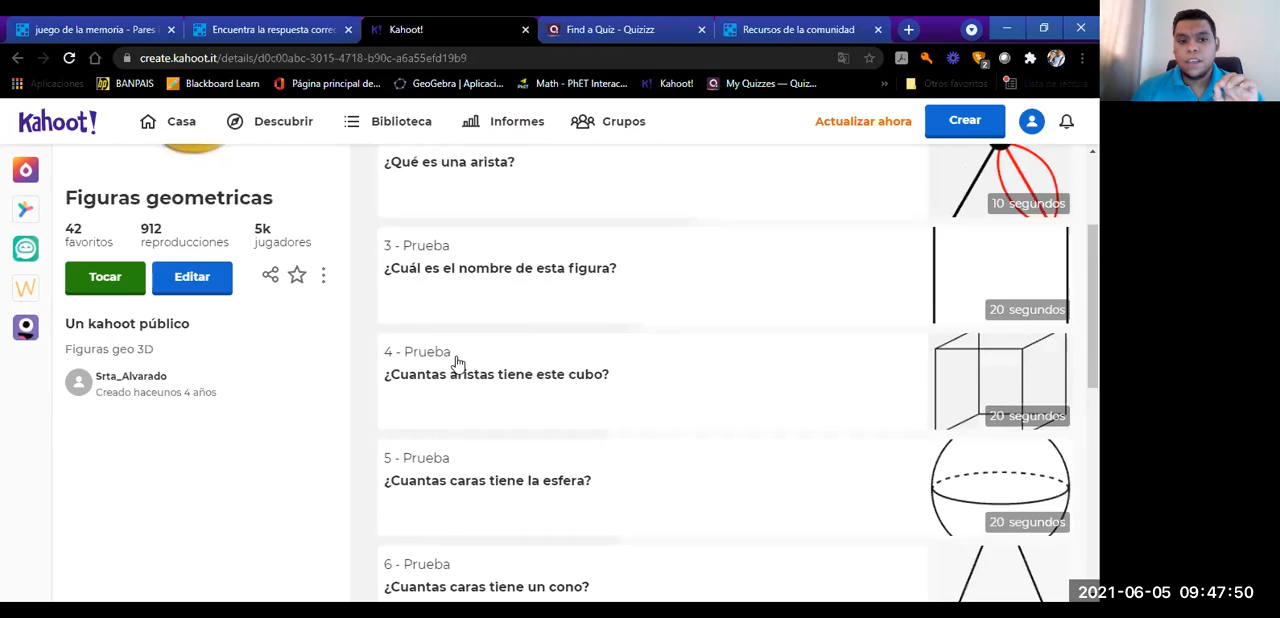 juego de la memoria - Pares
Encuentra la respuesta corre
Kahoot!
Find a Quiz - Quizizz
Recursos de la comunidad
create.kahoot.it/details/d0c00abc-3015-4718-b90c-a6a55efd19b9
Aplicaciones
BANPAIS
Blackboard Learn
Página principal de...
GeoGebra | Aplicaci...
Math - PhET Interac...
Kahoot!
My Quizzes — Quiz...
»
Otros favoritos
Lista de lectura
Kahoot!
Casa
Descubrir
Biblioteca
Informes
Grupos
Actualizar ahora
Crear
Figuras geometricas
42
favoritos
912
reproducciones
5k
jugadores
Tocar
Editar
Un kahoot público
Figuras geo 3D
Srta_Alvarado
Creado haceunos 4 años
¿Qué es una arista?
10 segundos
3 - Prueba
¿Cuál es el nombre de esta figura?
20 segundos
4 - Prueba
¿Cuantas aristas tiene este cubo?
20 segundos
5 - Prueba
¿Cuantas caras tiene la esfera?
20 segundos
6 - Prueba
¿Cuantas caras tiene un cono?
2021-06-05 09:47:50